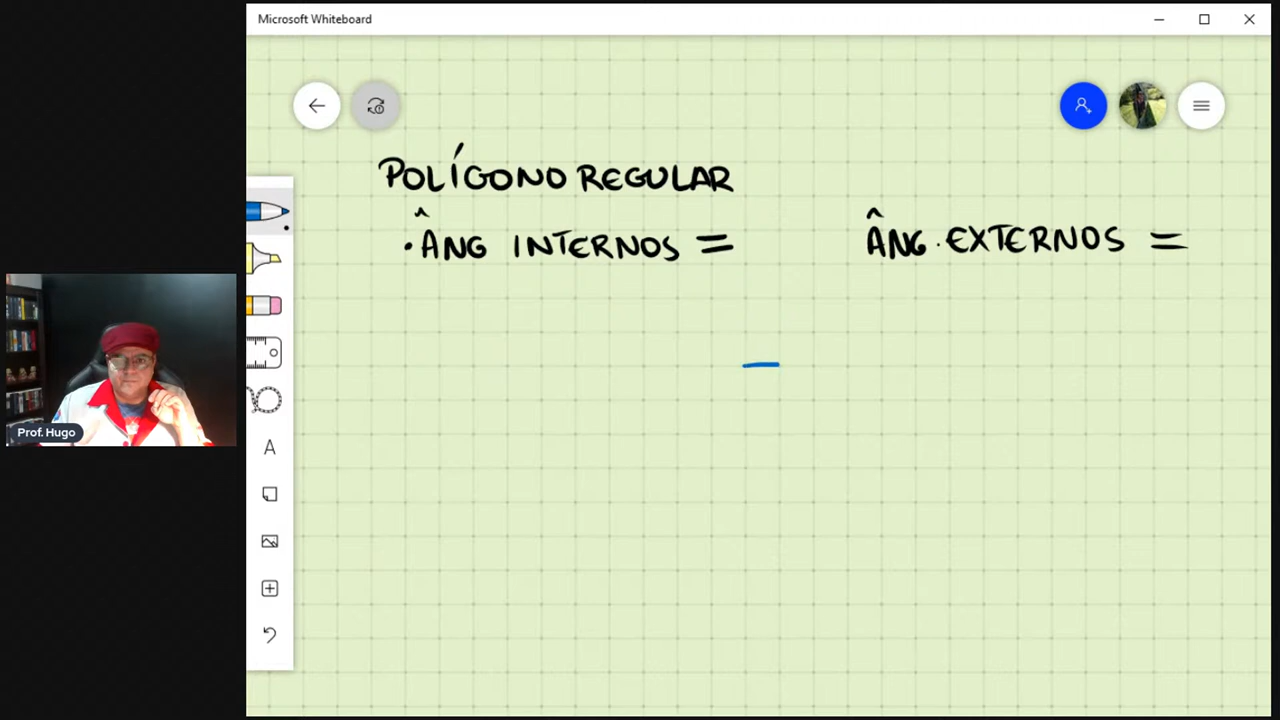 Microsoft Whiteboard
POLÍGONO REGULAR
• ÂNG INTERNOS =
ÂNG. EXTERNOS =
Prof. Hugo
A